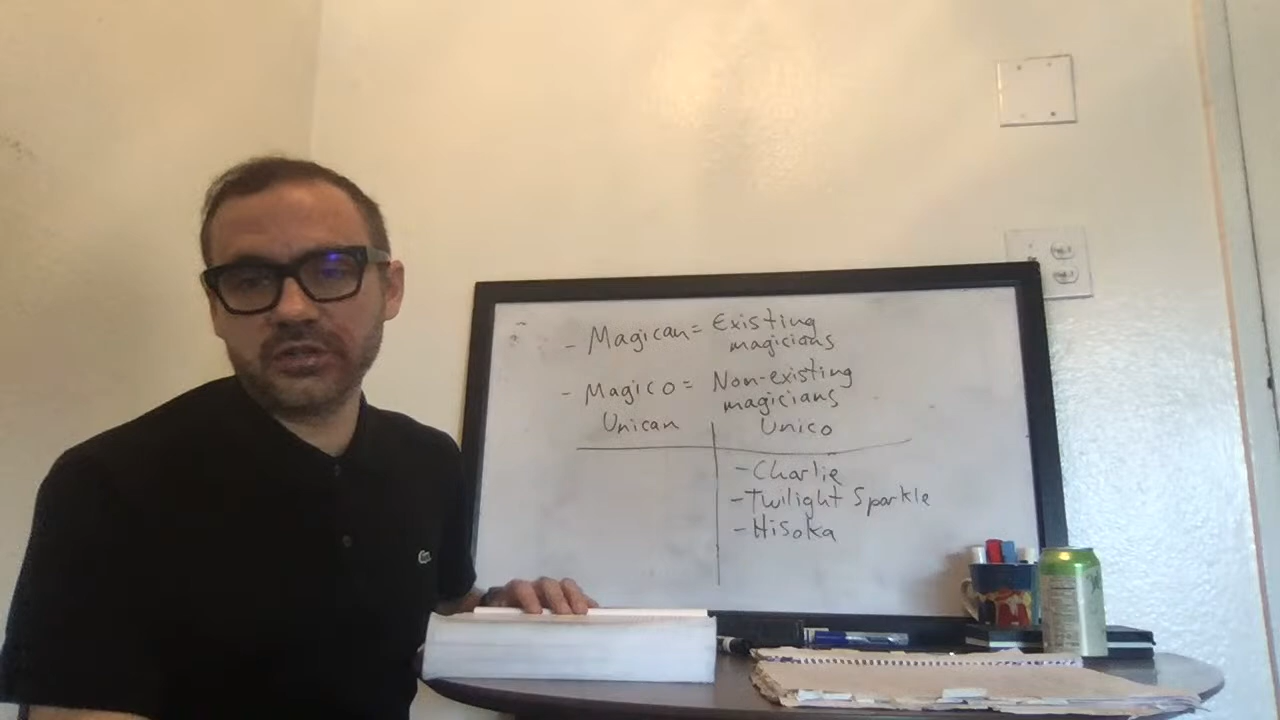 - Magican = Existing
magicians
- Magico = Non-existing
magicians
Unican Unico
- Charlie
- Twilight Sparkle
- Hisoka